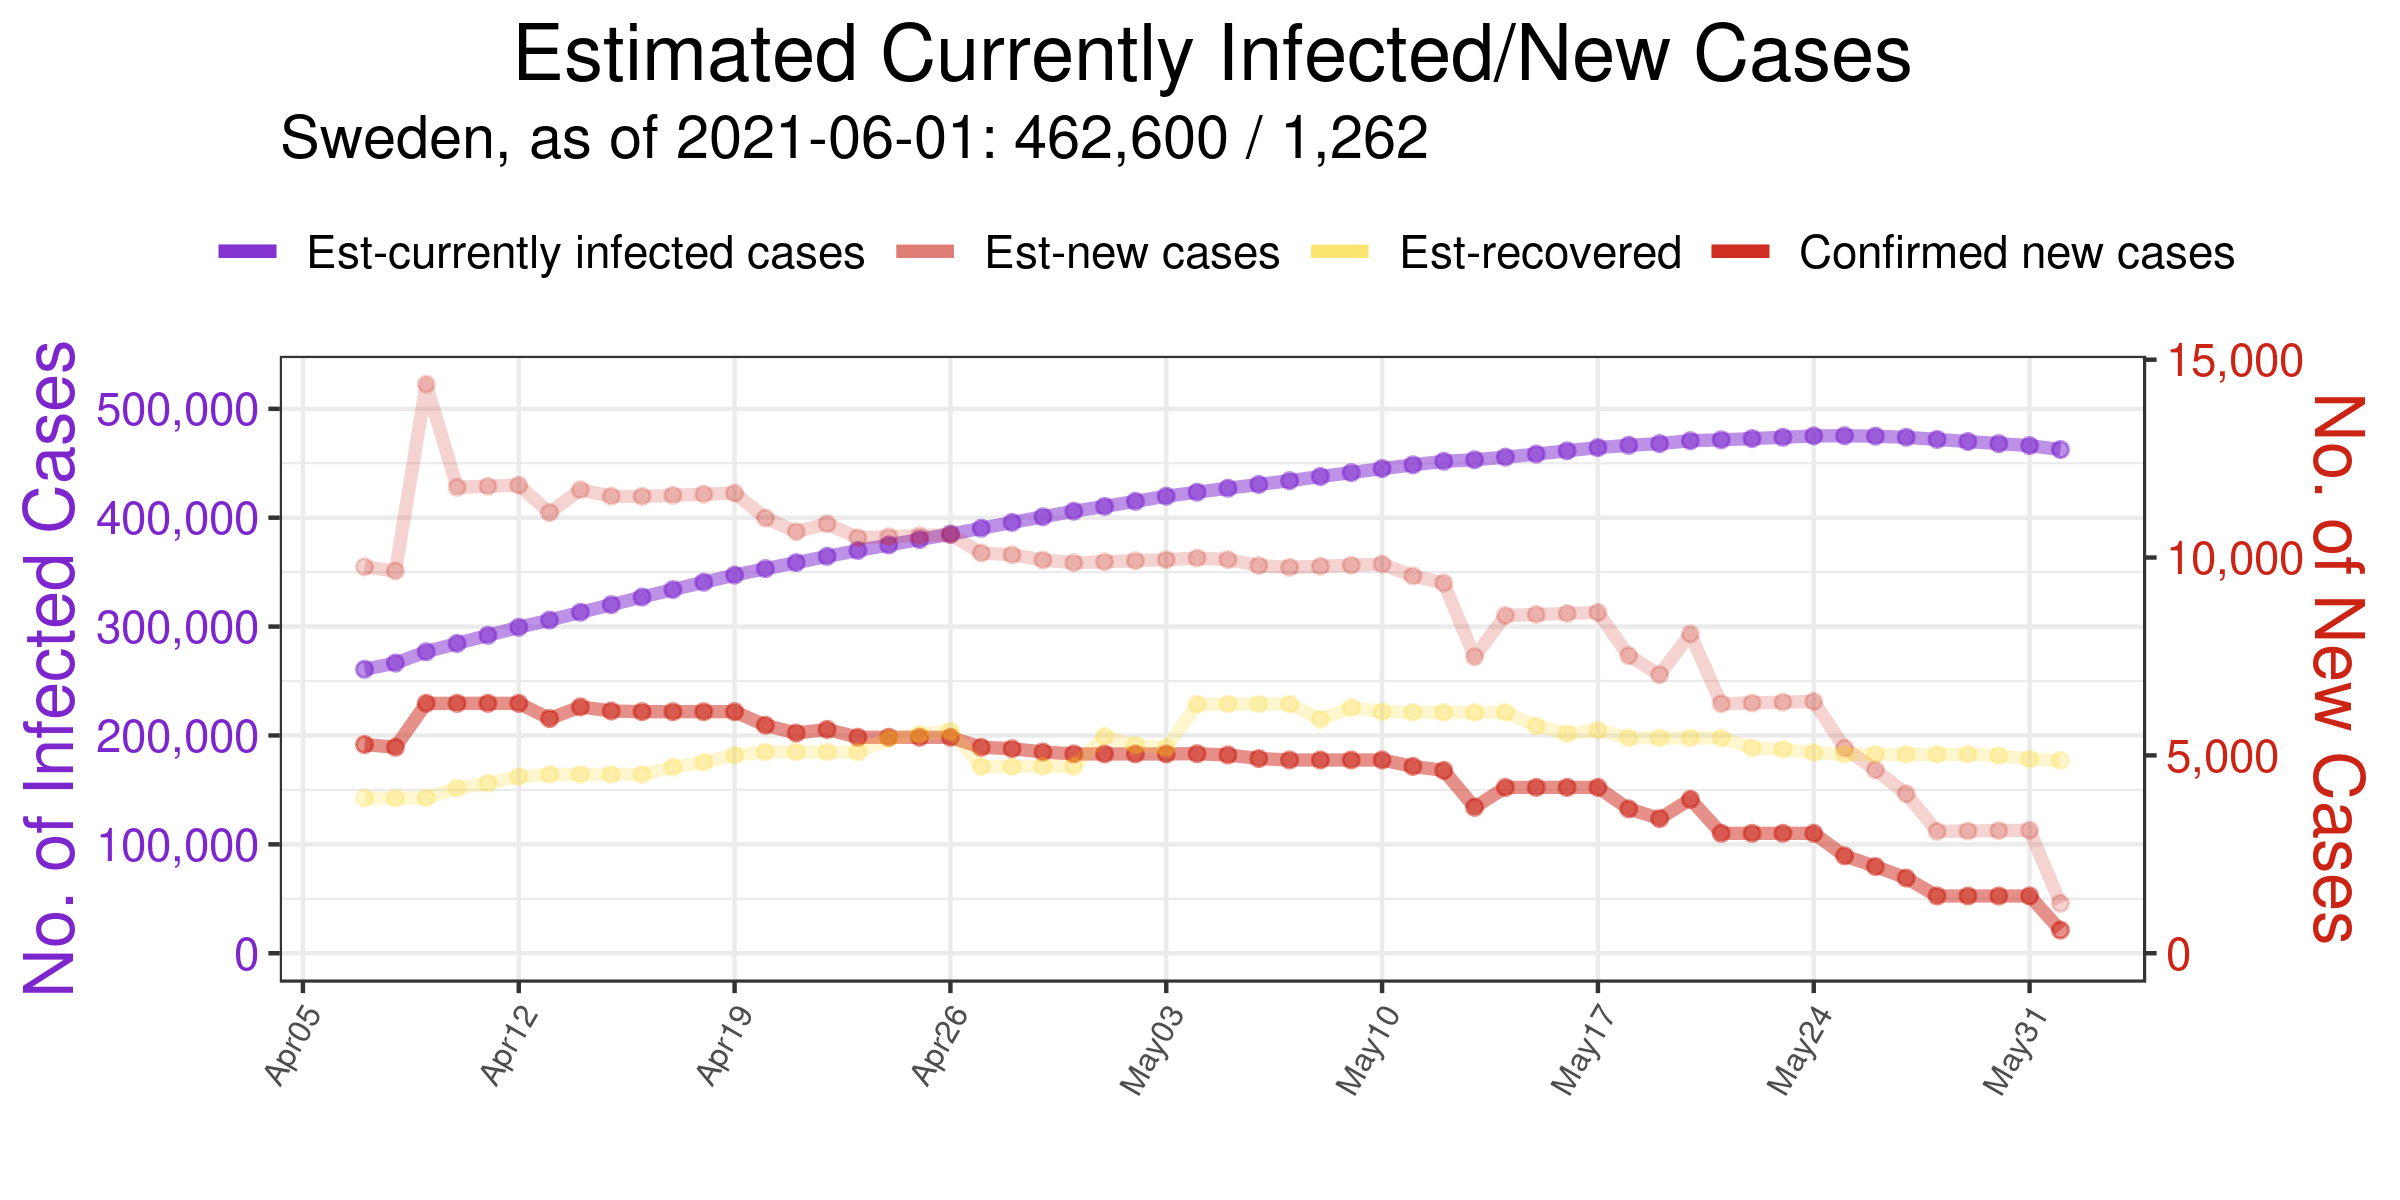 Estimated Currently Infected/New Cases
Sweden, as of 2021-06-01: 462,600 / 1,262
Est-currently infected cases
Est-new cases
Est-recovered
Confirmed new cases
No. of Infected Cases
500,000
400,000
300,000
200,000
100,000
0
15,000
10,000
5,000
0
No. of New Cases
Apr05
Apr12
Apr19
Apr26
May03
May10
May17
May24
May31